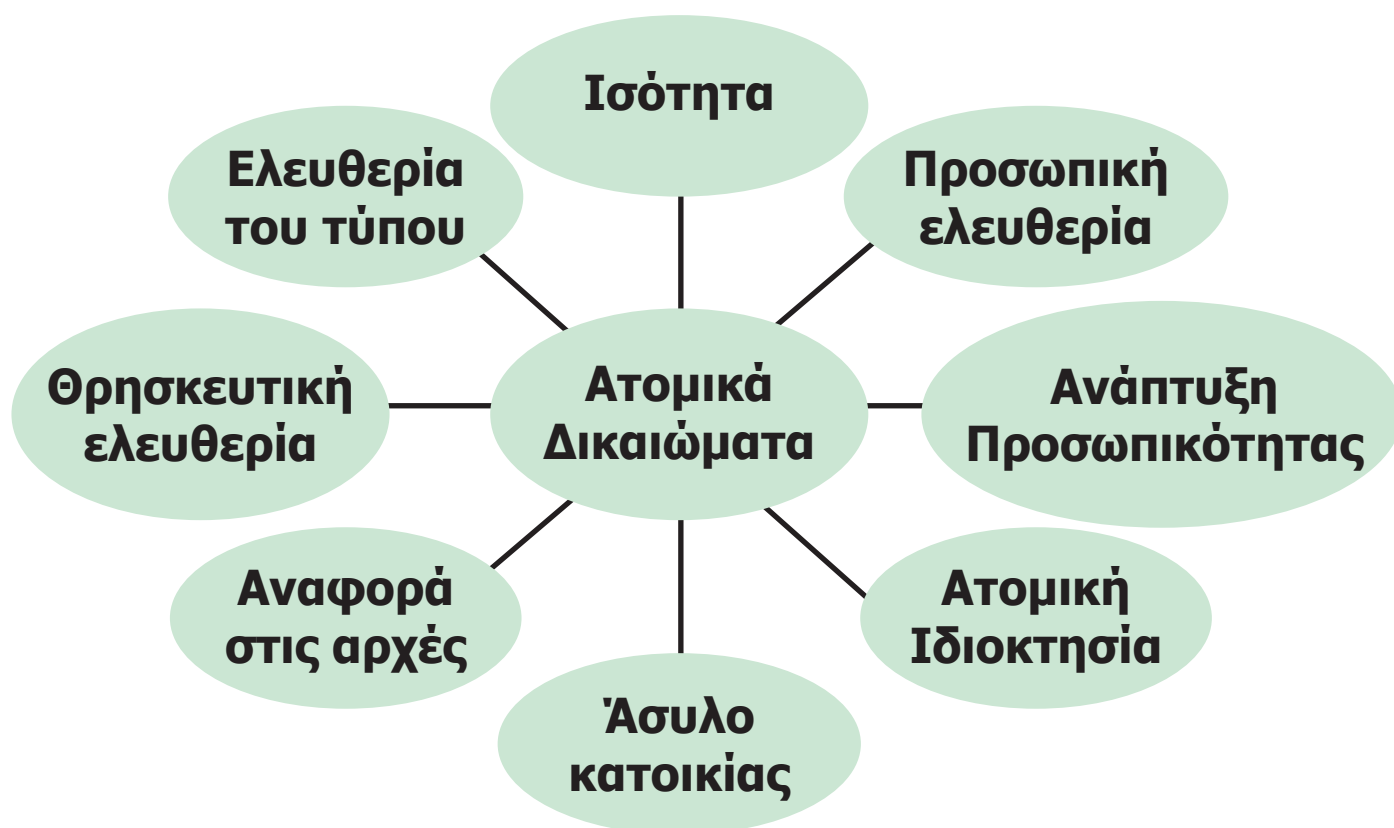 Ισότητα
Ελευθερία
του τύπου
Προσωπική
ελευθερία
Θρησκευτική
ελευθερία
Ατομικά
Δικαιώματα
Ανάπτυξη
Προσωπικότητας
Αναφορά
στις αρχές
Ατομική
Ιδιοκτησία
Άσυλο
κατοικίας